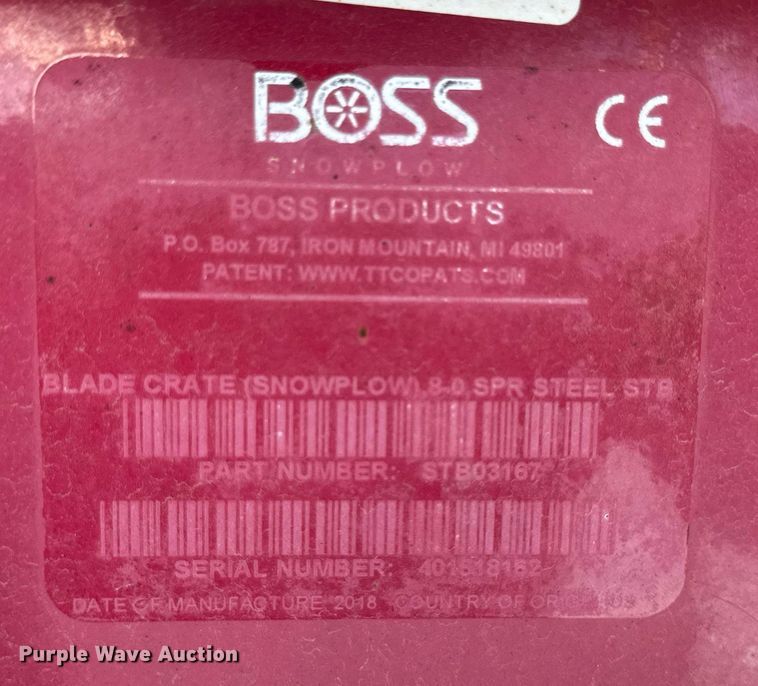 BOSS
CE
SNOWPLOW
BOSS PRODUCTS
P.O. Box 787, IRON MOUNTAIN, MI 49801
PATENT: WWW.TTCOPATS.COM
BLADE CRATE (SNOWPLOW) 8-0 SPR STEEL STB
PART NUMBER: STB03167
SERIAL NUMBER:
DATE OF MANUFACTURE 2018 COUNTRY OF ORIGIN
Purple Wave Auction